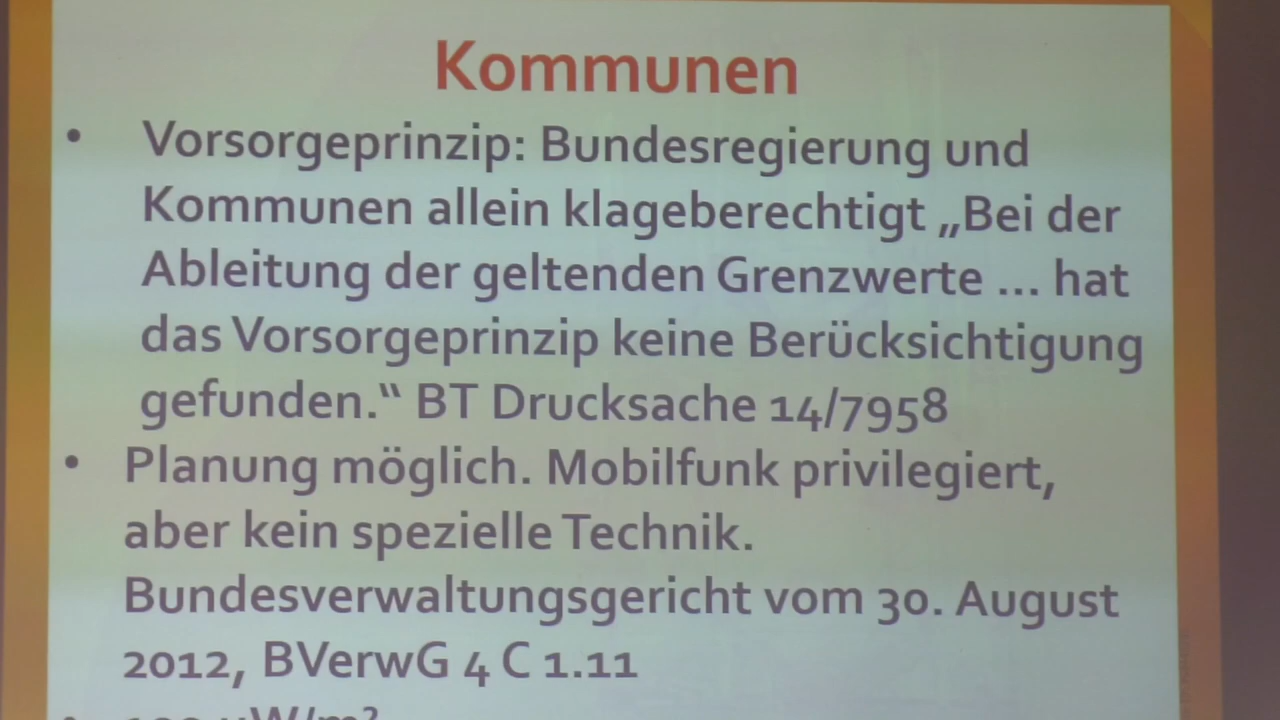 Kommunen
• Vorsorgeprinzip: Bundesregierung und
Kommunen allein klageberechtigt „Bei der
Ableitung der geltenden Grenzwerte ... hat
das Vorsorgeprinzip keine Berücksichtigung
gefunden.“ BT Drucksache 14/7958
• Planung möglich. Mobilfunk privilegiert,
aber kein spezielle Technik.
Bundesverwaltungsgericht vom 30. August
2012, BVerwG 4 C 1.11